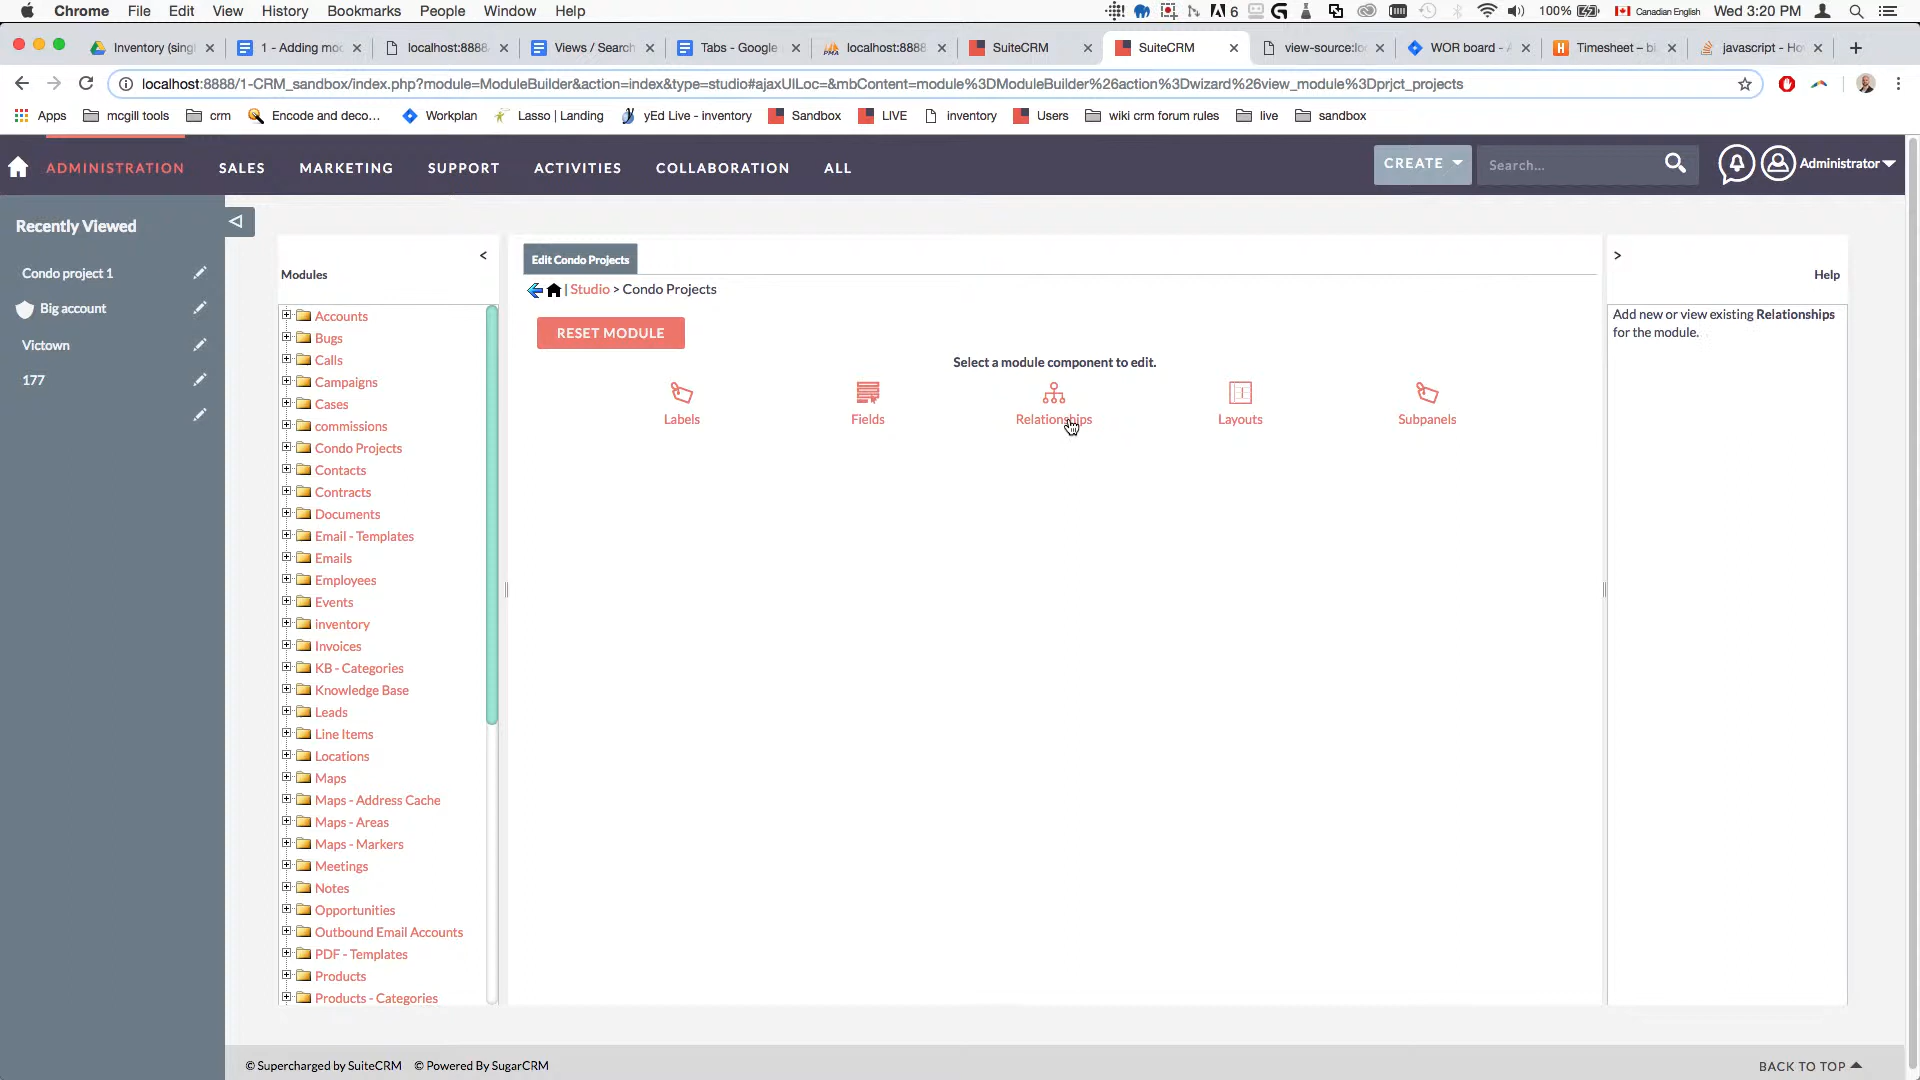 Chrome File Edit View History Bookmarks People Window Help
6 100% Canadian English Wed 3:20 PM
Inventory (sing
1 - Adding mo
localhost:8888
Views / Search
Tabs - Google
localhost:8888
SuiteCRM
SuiteCRM
view-source:lo
WOR board - A
Timesheet – bi
javascript - Ho
localhost:8888/1-CRM_sandbox/index.php?module=ModuleBuilder&action=index&type=studio#ajaxUILoc=&mbContent=module%3DModuleBuilder%26action%3Dwizard%26view_module%3Dprjct_projects
Apps mcgill tools crm Encode and deco... Workplan Lasso | Landing yEd Live - inventory Sandbox LIVE inventory Users wiki crm forum rules live sandbox
ADMINISTRATION SALES MARKETING SUPPORT ACTIVITIES COLLABORATION ALL
CREATE Search... Administrator
Recently Viewed
Condo project 1
Big account
Victown
177
<
Modules
Accounts
Bugs
Calls
Campaigns
Cases
commissions
Condo Projects
Contacts
Contracts
Documents
Email - Templates
Emails
Employees
Events
inventory
Invoices
KB - Categories
Knowledge Base
Leads
Line Items
Locations
Maps
Maps - Address Cache
Maps - Areas
Maps - Markers
Meetings
Notes
Opportunities
Outbound Email Accounts
PDF - Templates
Products
Products - Categories
Edit Condo Projects
| Studio > Condo Projects
RESET MODULE
Select a module component to edit.
Labels Fields Relationships Layouts Subpanels
>
Help
Add new or view existing Relationships
for the module.
© Supercharged by SuiteCRM © Powered By SugarCRM
BACK TO TOP